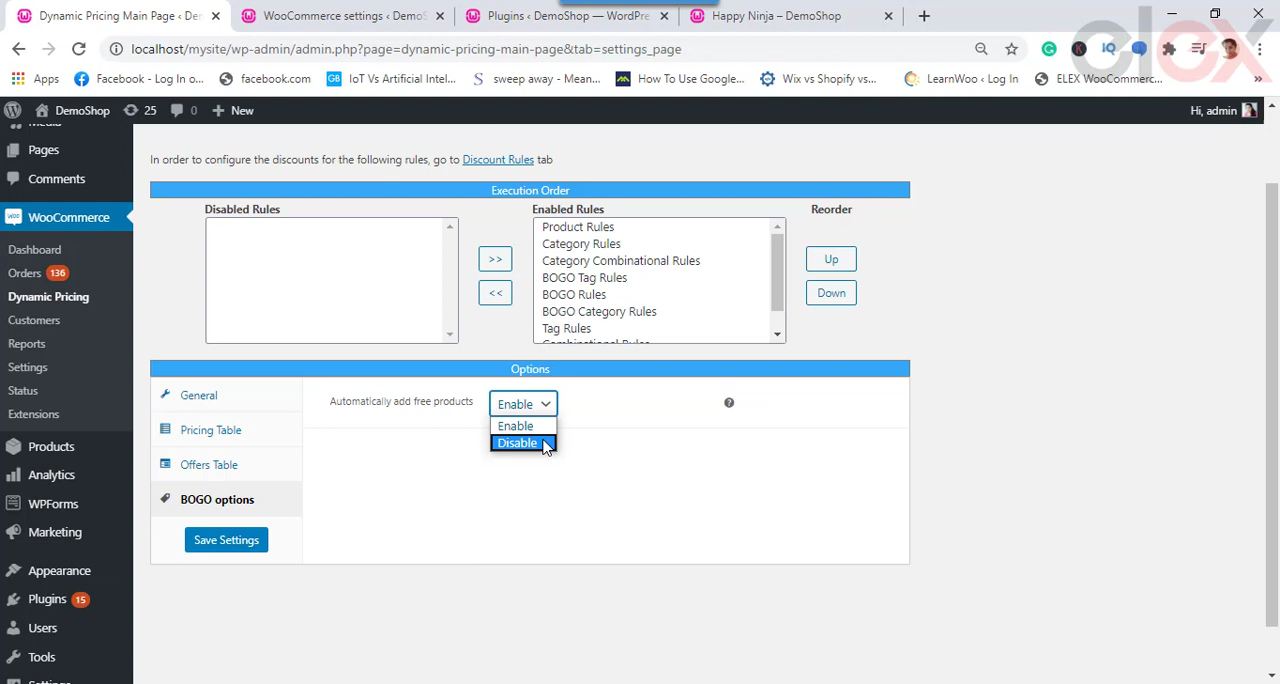 Dynamic Pricing Main Page ‹ Dem
WooCommerce settings ‹ DemoS
Plugins ‹ DemoShop — WordPre
Happy Ninja – DemoShop
localhost/mysite/wp-admin/admin.php?page=dynamic-pricing-main-page&tab=settings_page
elex
Apps
Facebook - Log In o...
facebook.com
IoT Vs Artificial Intel...
sweep away - Mean...
How To Use Google...
Wix vs Shopify vs...
LearnWoo ‹ Log In
ELEX WooCommerc...
DemoShop
25
0
New
Hi, admin
Pages
Comments
WooCommerce
Dashboard
Orders 136
Dynamic Pricing
Customers
Reports
Settings
Status
Extensions
Products
Analytics
WPForms
Marketing
Appearance
Plugins 15
Users
Tools
In order to configure the discounts for the following rules, go to Discount Rules tab
Execution Order
Disabled Rules
Enabled Rules
Reorder
>>
<<
Product Rules
Category Rules
Category Combinational Rules
BOGO Tag Rules
BOGO Rules
BOGO Category Rules
Tag Rules
Combinational Rules
Up
Down
Options
General
Pricing Table
Offers Table
BOGO options
Save Settings
Automatically add free products
Enable
Enable
Disable